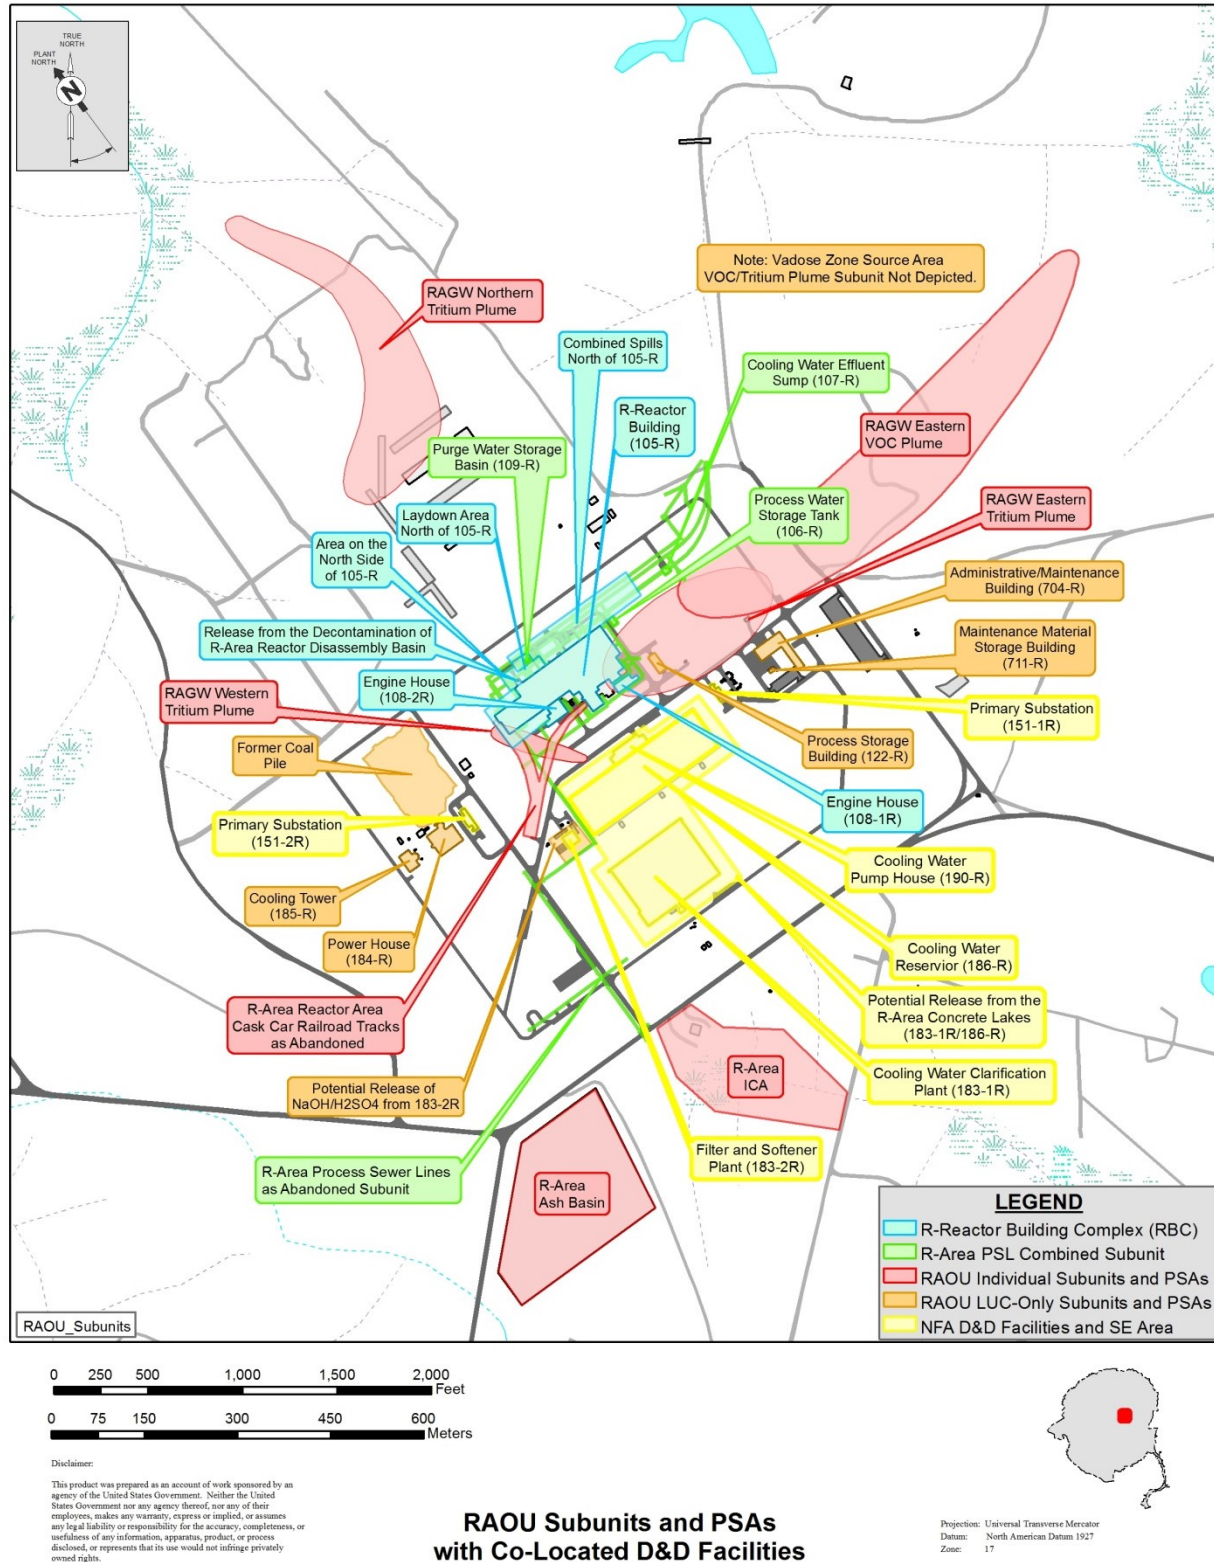 TRUE
NORTH
PLANT
NORTH
N
Note: Vadose Zone Source Area
VOC/Tritium Plume Subunit Not Depicted.
RAGW Northern
Tritium Plume
Combined Spills
North of 105-R
Cooling Water Effluent
Sump (107-R)
R-Reactor
Building
(105-R)
RAGW Eastern
VOC Plume
Purge Water Storage
Basin (109-R)
Laydown Area
North of 105-R
Process Water
Storage Tank
(106-R)
RAGW Eastern
Tritium Plume
Area on the
North Side
of 105-R
Administrative/Maintenance
Building (704-R)
Release from the Decontamination of
R-Area Reactor Disassembly Basin
Maintenance Material
Storage Building
(711-R)
Engine House
(108-2R)
RAGW Western
Tritium Plume
Primary Substation
(151-1R)
Former Coal
Pile
Process Storage
Building (122-R)
Engine House
(108-1R)
Primary Substation
(151-2R)
Cooling Water
Pump House (190-R)
Cooling Tower
(185-R)
Power House
(184-R)
Cooling Water
Reservior (186-R)
R-Area Reactor Area
Cask Car Railroad Tracks
as Abandoned
Potential Release from the
R-Area Concrete Lakes
(183-1R/186-R)
R-Area
ICA
Cooling Water Clarification
Plant (183-1R)
Potential Release of
NaOH/H2SO4 from 183-2R
Filter and Softener
Plant (183-2R)
R-Area Process Sewer Lines
as Abandoned Subunit
R-Area
Ash Basin
LEGEND
R-Reactor Building Complex (RBC)
R-Area PSL Combined Subunit
RAOU Individual Subunits and PSAs
RAOU LUC-Only Subunits and PSAs
NFA D&D Facilities and SE Area
RAOU_Subunits
0 250 500 1,000 1,500 2,000
Feet
0 75 150 300 450 600
Meters
Disclaimer:
This product was prepared as an account of work sponsored by an
agency of the United States Government. Neither the United
States Government nor any agency thereof, nor any of their
employees, makes any warranty, express or implied, or assumes
any legal liability or responsibility for the accuracy, completeness, or
usefulness of any information, apparatus, product, or process
disclosed, or represents that its use would not infringe privately
owned rights.
RAOU Subunits and PSAs
with Co-Located D&D Facilities
Projection: Universal Transverse Mercator
Datum: North American Datum 1927
Zone: 17